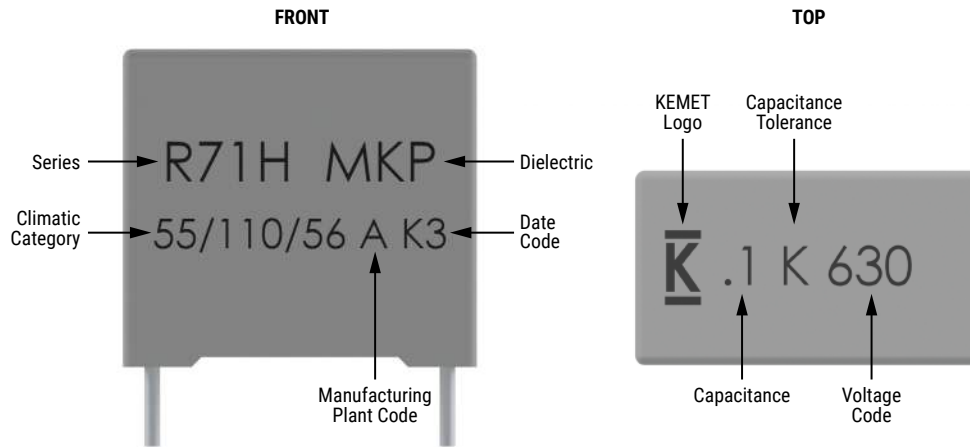 FRONT
R71H MKP
55/110/56 A K3
Series
Climatic
Category
Dielectric
Date
Code
Manufacturing
Plant Code
TOP
KEMET
Logo
Capacitance
Tolerance
K .1 K 630
Capacitance
Voltage
Code